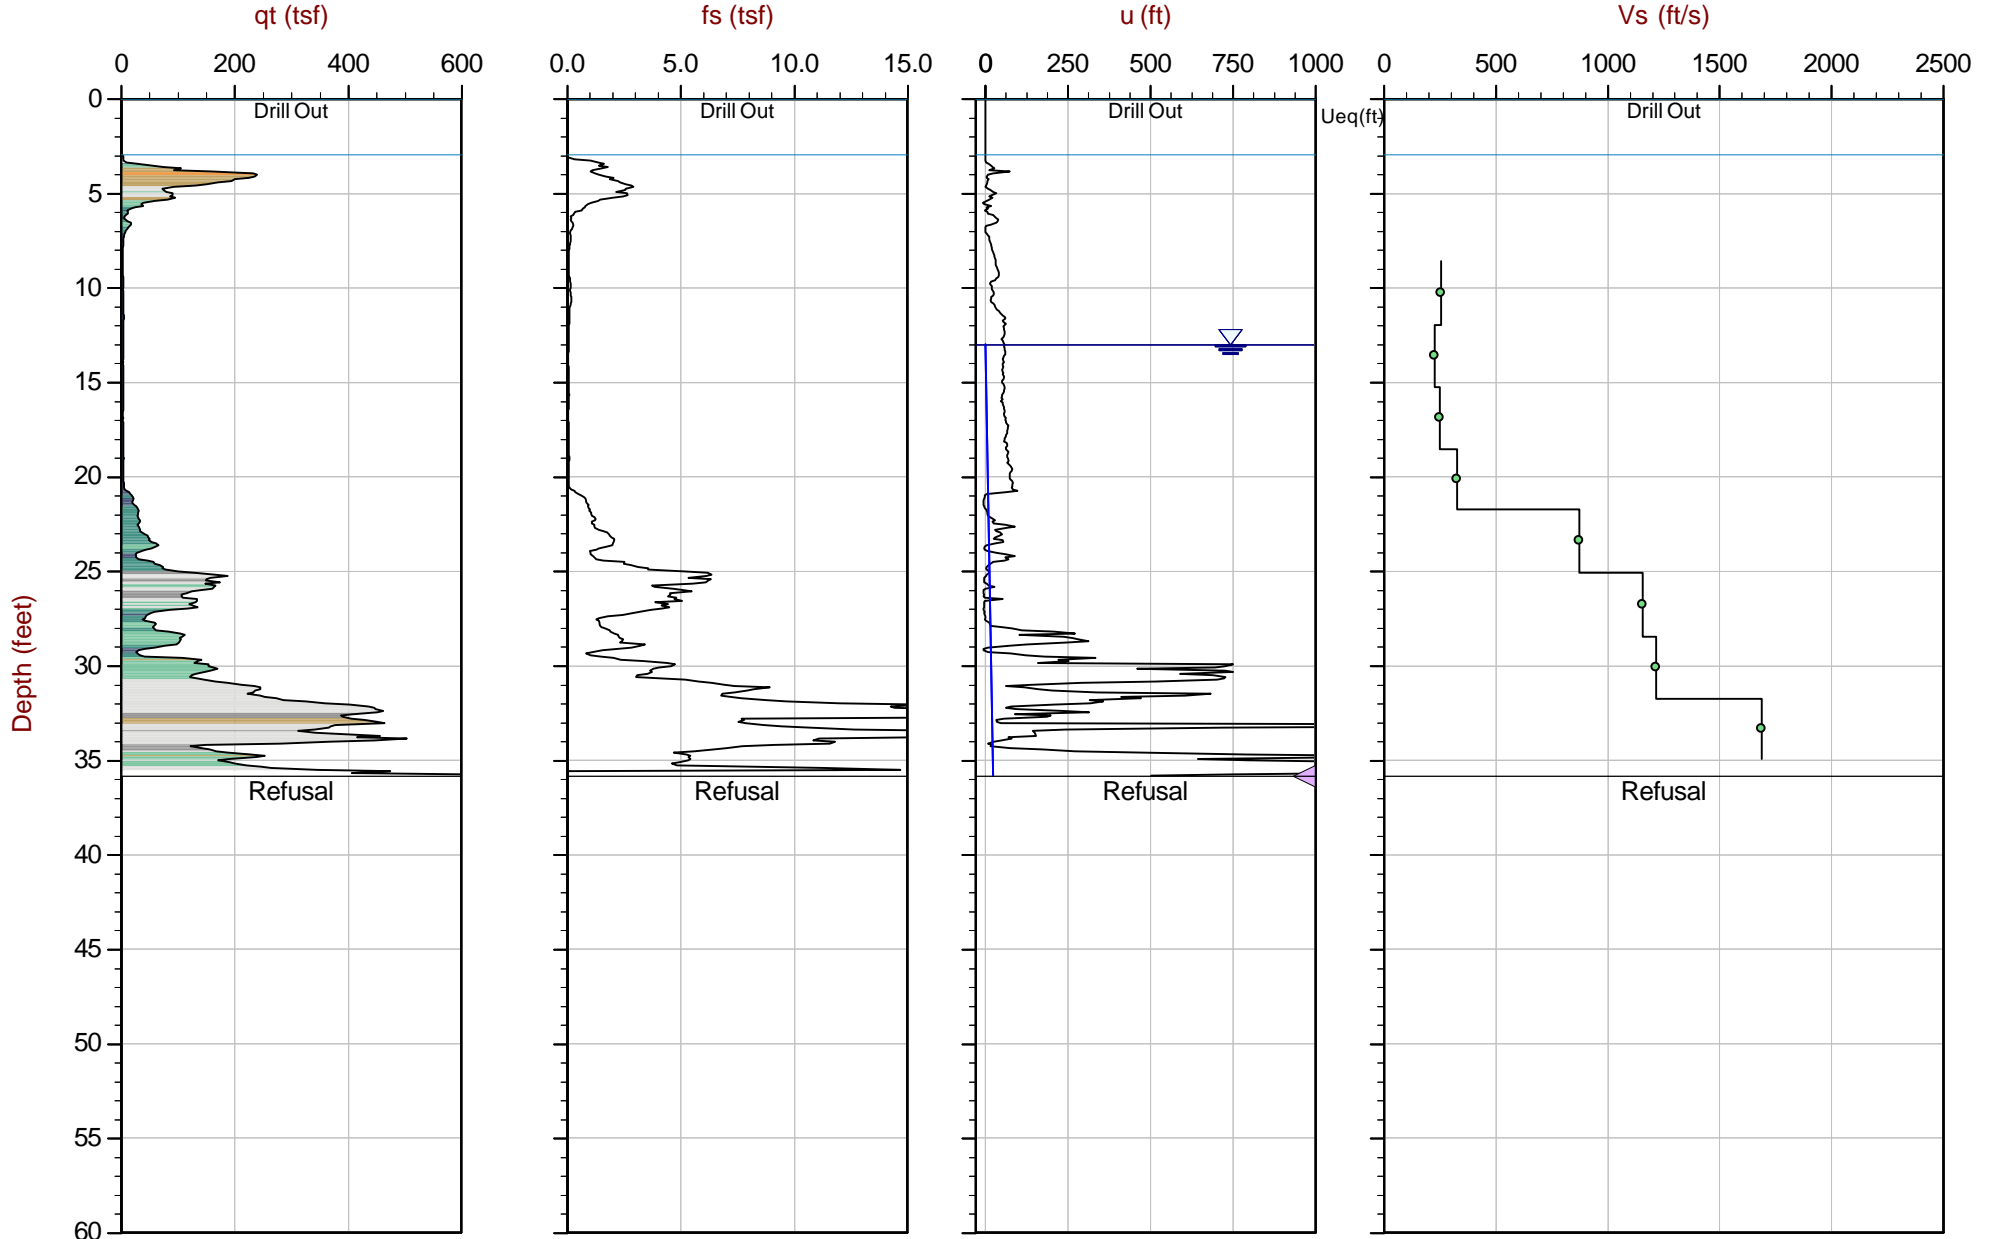 qt (tsf) fs (tsf) u (ft) Vs (ft/s)
0 200 400 600 0.0 5.0 10.0 15.0 0 250 500 750 1000 0 500 1000 1500 2000 2500
0
Drill Out Drill Out Drill Out Ueq(ft) Drill Out
5
10
15
20
25
30
35
Refusal Refusal Refusal Refusal
40
45
50
55
60
Depth (feet)